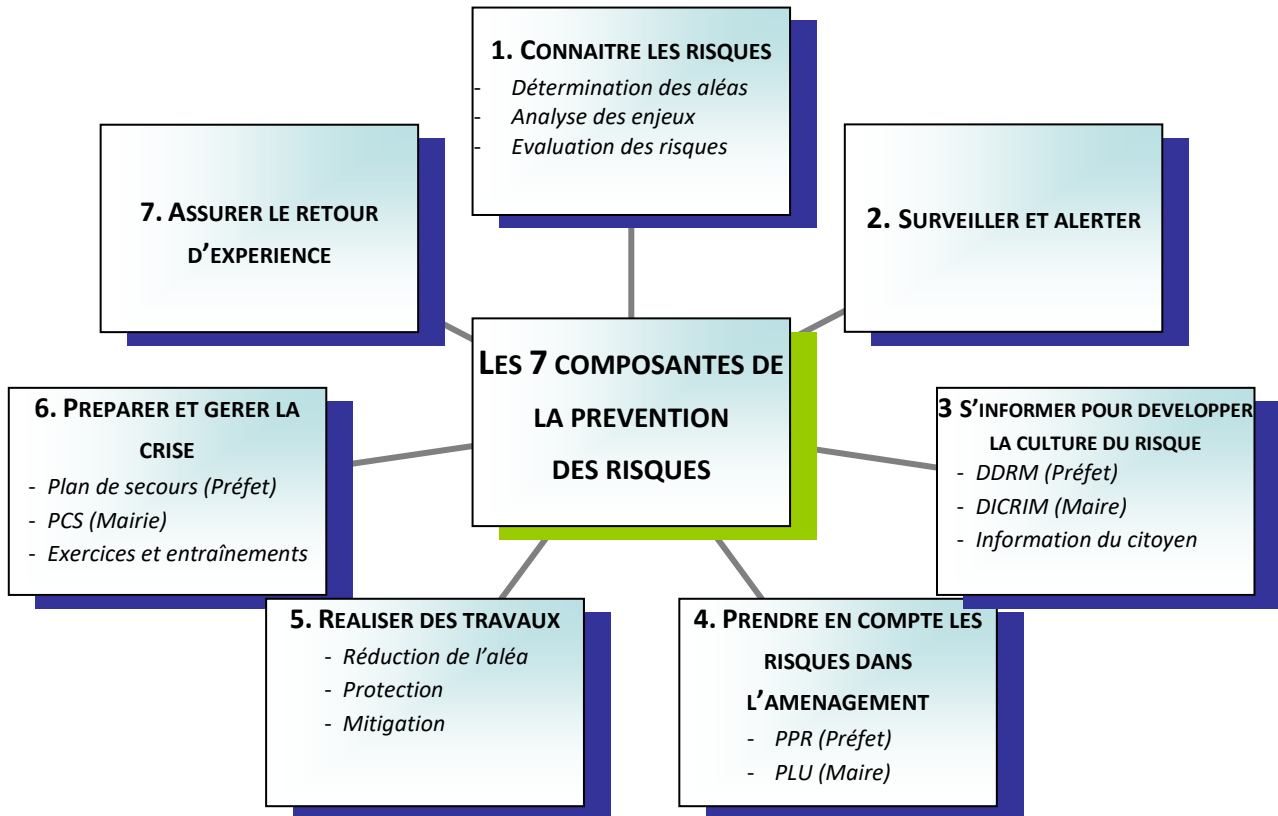 1. CONNAITRE LES RISQUES
- Détermination des aléas
- Analyse des enjeux
- Evaluation des risques
7. ASSURER LE RETOUR
D'EXPERIENCE
2. SURVEILLER ET ALERTER
LES 7 COMPOSANTES DE
LA PREVENTION
DES RISQUES
6. PREPARER ET GERER LA
CRISE
- Plan de secours (Préfet)
- PCS (Mairie)
- Exercices et entraînements
3 S'INFORMER POUR DEVELOPPER
LA CULTURE DU RISQUE
- DDRM (Préfet)
- DICRIM (Maire)
- Information du citoyen
5. REALISER DES TRAVAUX
- Réduction de l'aléa
- Protection
- Mitigation
4. PRENDRE EN COMPTE LES
RISQUES DANS
L'AMENAGEMENT
- PPR (Préfet)
- PLU (Maire)